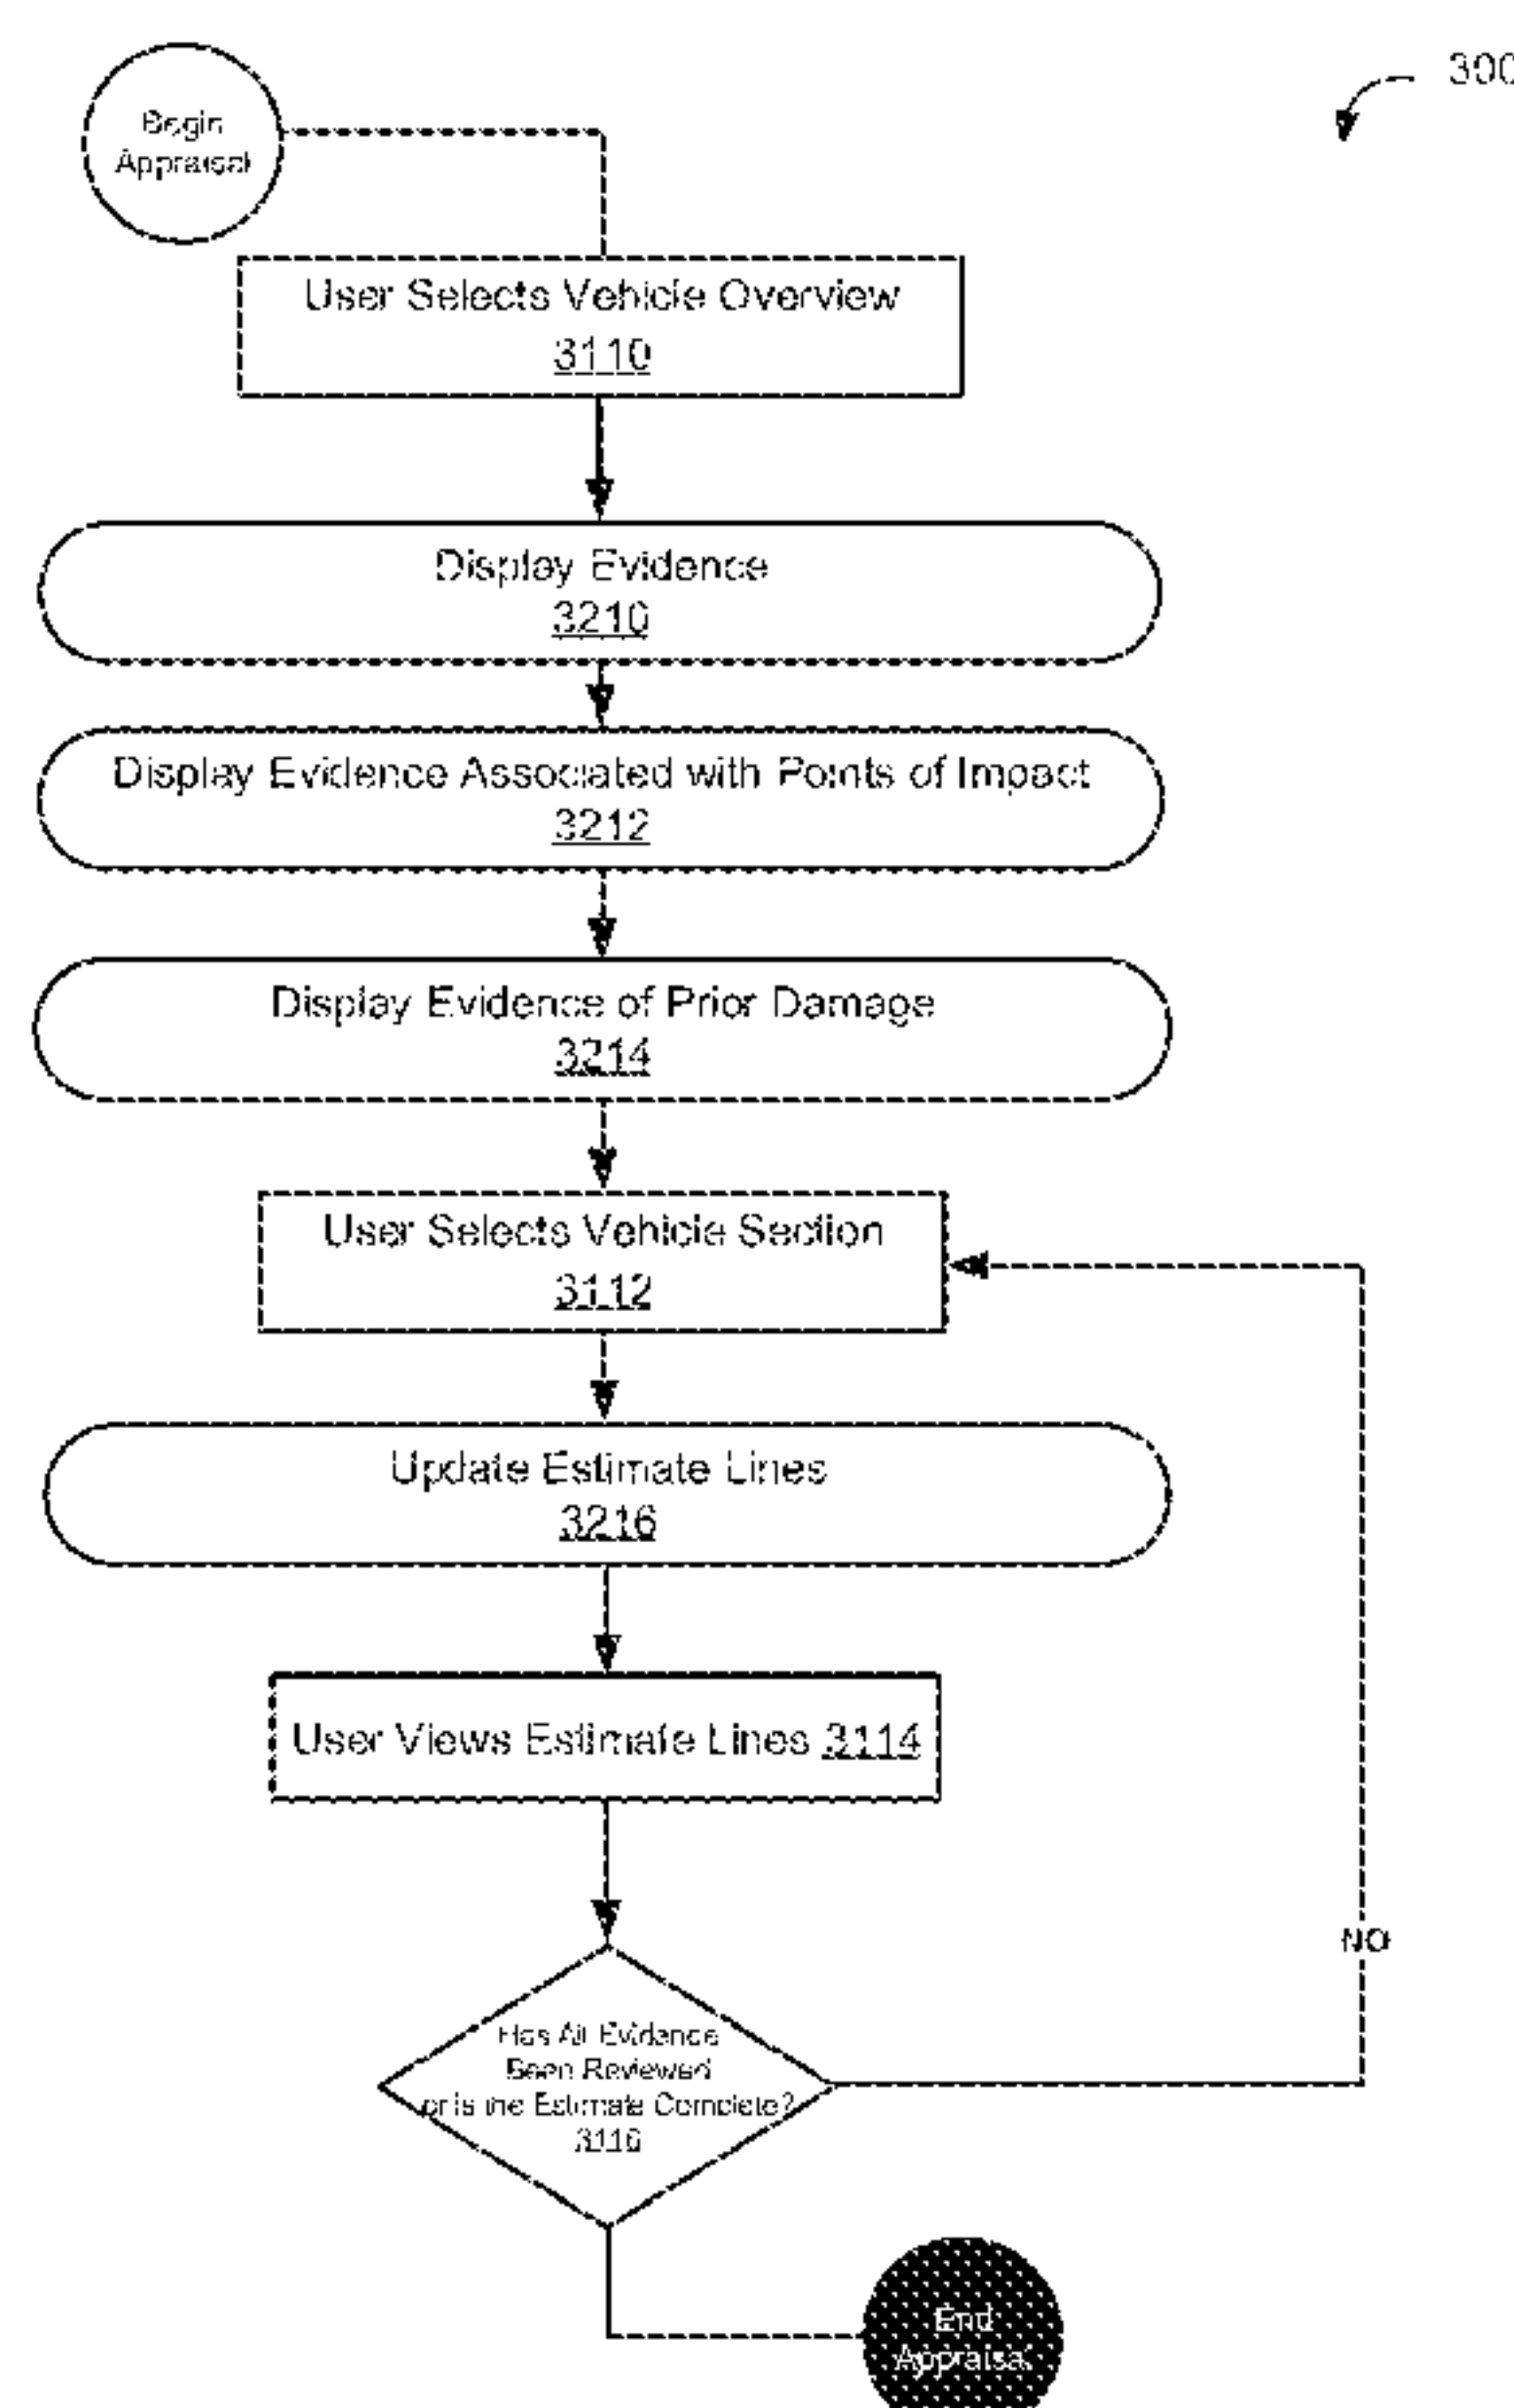 300
Begin
Appraisal
User Selects Vehicle Overview
3110
Display Evidence
3210
Display Evidence Associated with Points of Impact
3212
Display Evidence of Prior Damage
3214
User Selects Vehicle Section
3112
Update Estimate Lines
3216
User Views Estimate Lines 3114
NO
Has All Evidence
Been Reviewed
or is the Estimate Complete?
3116
End
Appraisal